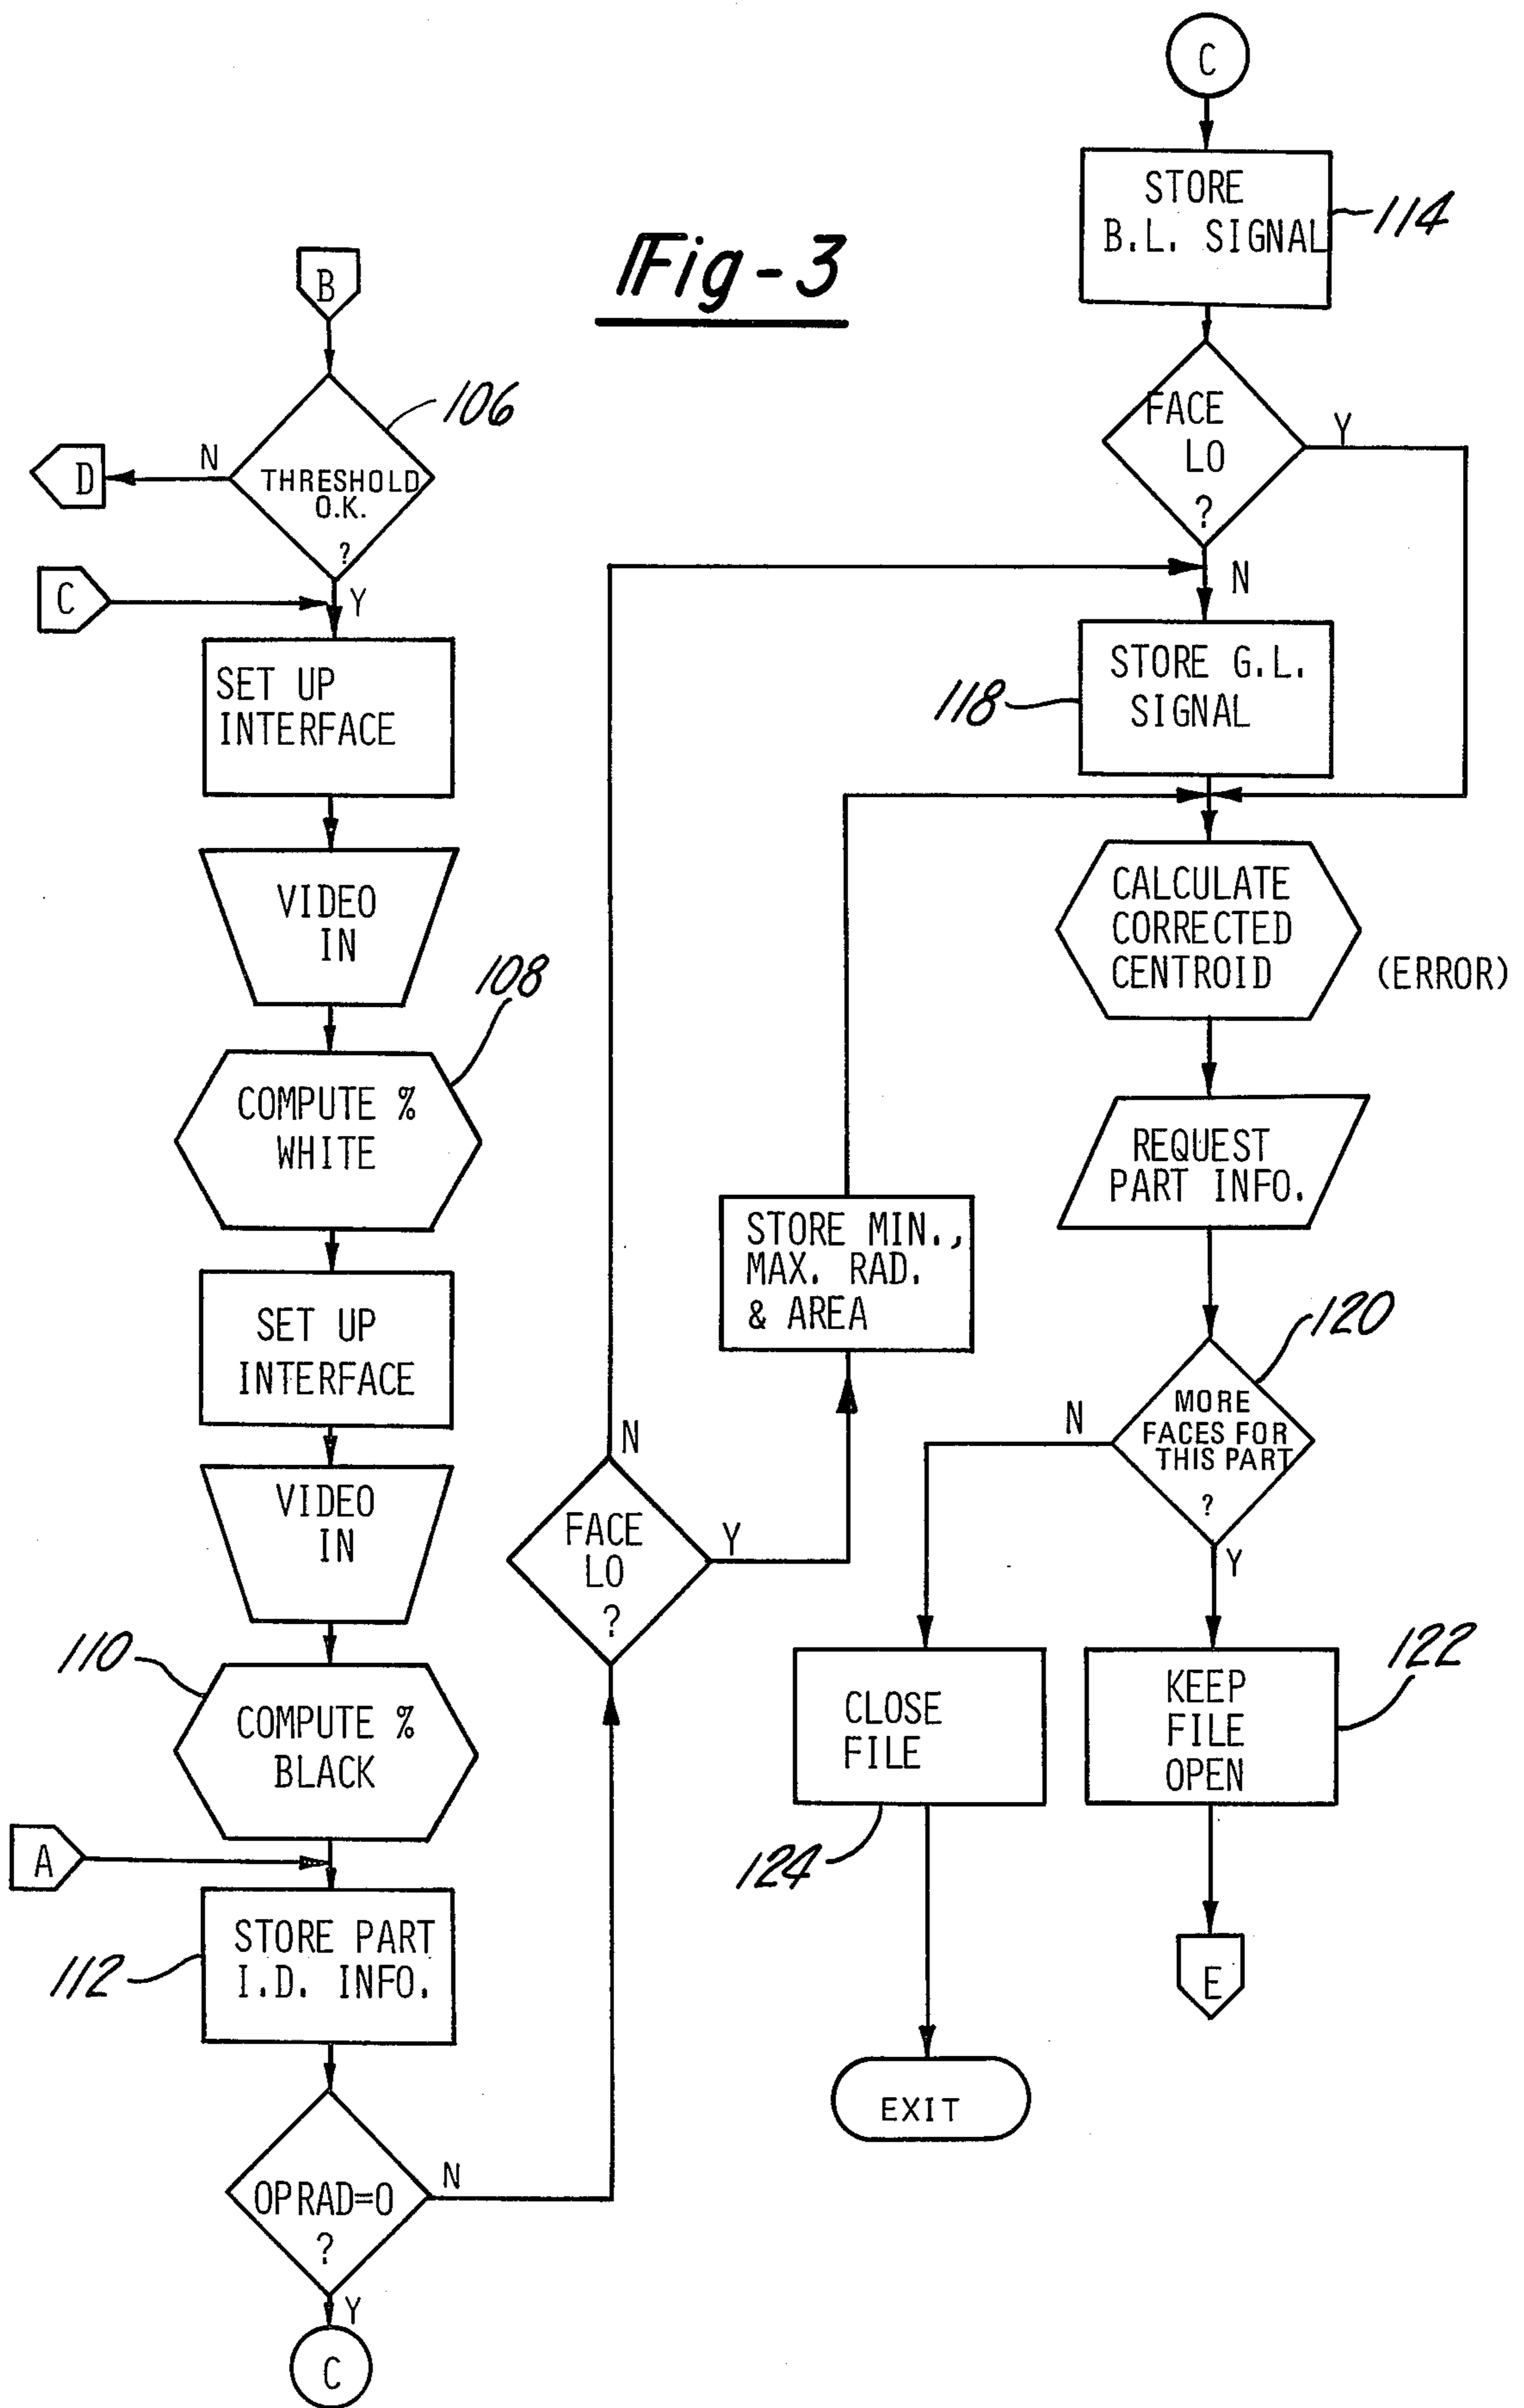 Fig-3
B
106
N
D
THRESHOLD
O.K.
?
C
Y
SET UP
INTERFACE
VIDEO
IN
108
COMPUTE %
WHITE
SET UP
INTERFACE
VIDEO
IN
110
COMPUTE %
BLACK
A
STORE PART
I.D. INFO.
112
OPRAD=0
?
N
Y
C
FACE
LO
?
N
Y
STORE MIN.,
MAX. RAD.
& AREA
C
STORE
B.L. SIGNAL
114
FACE
LO
?
Y
N
STORE G.L.
SIGNAL
118
CALCULATE
CORRECTED
CENTROID
(ERROR)
REQUEST
PART INFO.
120
MORE
FACES FOR
THIS PART
?
N
Y
CLOSE
FILE
124
KEEP
FILE
OPEN
122
E
EXIT